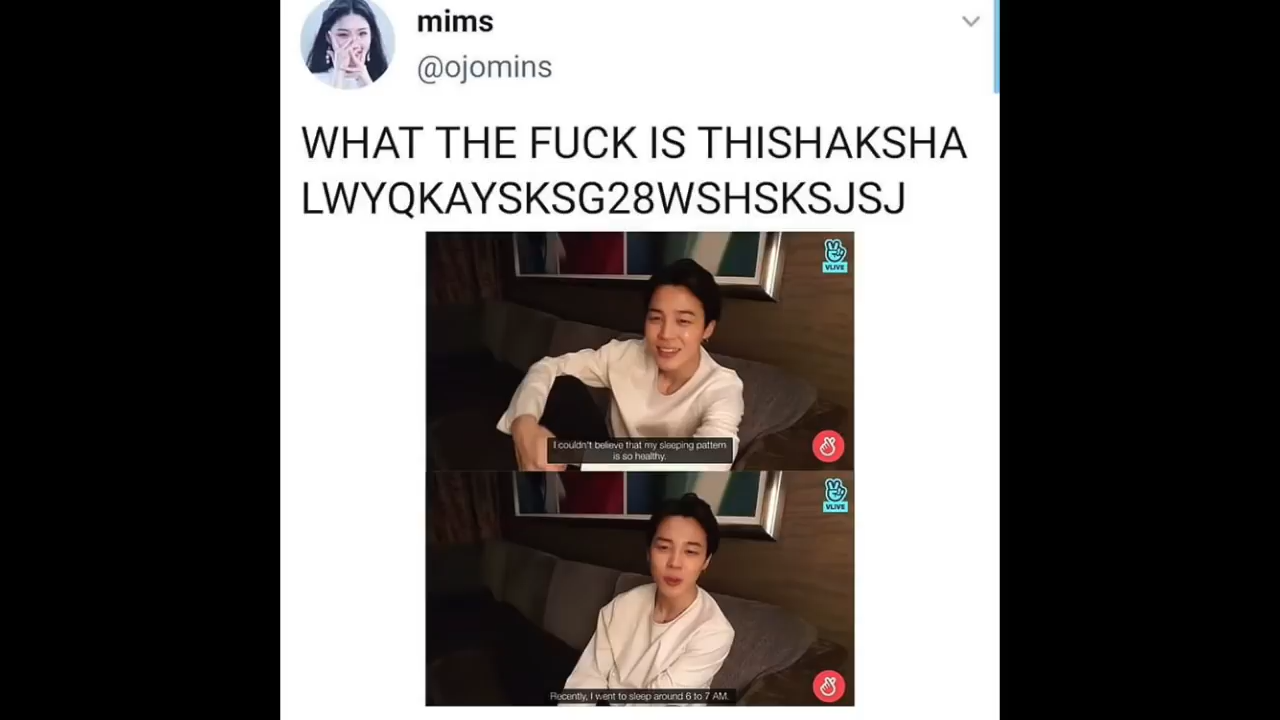 mims
@ojomins
WHAT THE FUCK IS THISHAKSHA
LWYQKAYSKSG28WSHSKSJSJ
VLIVE
I couldn't believe that my sleeping pattern
is so healthy.
VLIVE
Recently, I went to sleep around 6 to 7 AM.